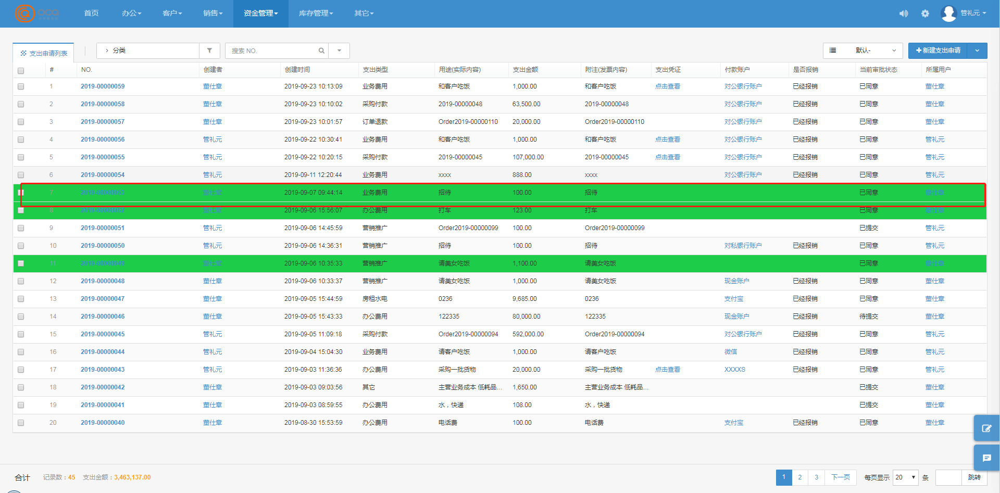 oca
首页 办公 客户 销售 资金管理 库存管理 其它 管礼元
支出申请列表 分类 搜索 NO. 默认- 新建支出申请
# NO. 创建者 创建时间 支出类型 用途(实际内容) 支出金额 附注(发票内容) 支出凭证 付款账户 是否报销 当前审批状态 所属用户
1 2019-00000059 董仕章 2019-09-23 10:13:09 业务费用 和客户吃饭 1,000.00 和客户吃饭 点击查看 对公银行账户 已经报销 已同意 董仕章
2 2019-00000058 董仕章 2019-09-23 10:10:02 采购付款 2019-00000048 63,500.00 2019-00000048 对公银行账户 已经报销 已同意 董仕章
3 2019-00000057 董仕章 2019-09-23 10:01:57 订单退款 Order2019-00000110 20,000.00 Order2019-00000110 对公银行账户 已经报销 已同意 董仕章
4 2019-00000056 管礼元 2019-09-22 10:30:41 业务费用 和客户吃饭 1,000.00 和客户吃饭 点击查看 对公银行账户 已经报销 已同意 管礼元
5 2019-00000055 管礼元 2019-09-22 10:20:15 采购付款 2019-00000045 107,000.00 2019-00000045 点击查看 对公银行账户 已经报销 已同意 管礼元
6 2019-00000054 管礼元 2019-09-11 12:20:44 业务费用 xxxx 888.00 xxxx 对公银行账户 已经报销 已同意 管礼元
7 2019-00000053 董仕章 2019-09-07 09:44:14 业务费用 招待 100.00 招待 已同意 董仕章
8 2019-00000052 董仕章 2019-09-06 15:56:07 办公费用 打车 123.00 打车 已同意 董仕章
9 2019-00000051 管礼元 2019-09-06 14:45:59 营销推广 Order2019-00000099 100.00 Order2019-00000099 已提交 管礼元
10 2019-00000050 管礼元 2019-09-06 14:36:31 营销推广 招待 100.00 招待 对私银行账户 已经报销 已同意 管礼元
11 2019-00000049 董仕章 2019-09-06 10:35:33 营销推广 请美女吃饭 1,100.00 请美女吃饭 已同意 董仕章
12 2019-00000048 董仕章 2019-09-06 10:33:37 营销推广 请美女吃饭 1,000.00 请美女吃饭 现金账户 已经报销 已同意 董仕章
13 2019-00000047 董仕章 2019-09-05 15:44:59 房租水电 0236 9,685.00 0236 支付宝 已经报销 已同意 董仕章
14 2019-00000046 董仕章 2019-09-05 15:43:33 办公费用 122335 80,000.00 122335 现金账户 已经报销 待提交 董仕章
15 2019-00000045 管礼元 2019-09-05 11:09:18 采购付款 Order2019-00000094 592,000.00 Order2019-00000094 对公银行账户 已经报销 已同意 管礼元
16 2019-00000044 管礼元 2019-09-04 15:04:30 业务费用 请客户吃饭 1,000.00 请客户吃饭 微信 已经报销 已同意 管礼元
17 2019-00000043 管礼元 2019-09-03 11:36:36 办公费用 采购一批货物 20,000.00 采购一批货物 点击查看 XXXXS 已经报销 已同意 管礼元
18 2019-00000042 董仕章 2019-09-03 09:03:56 其它 主营业务成本 低耗品... 1,650.00 主营业务成本 低耗品... 已提交 董仕章
19 2019-00000041 董仕章 2019-09-03 08:59:55 办公费用 水，快递 108.00 水，快递 已提交 董仕章
20 2019-00000040 董仕章 2019-08-30 15:53:59 办公费用 电话费 100.00 电话费 支付宝 已经报销 已同意 董仕章
合计 记录数：45 支出金额：3,463,137.00 1 2 3 下一页 每页显示 20 条 跳转